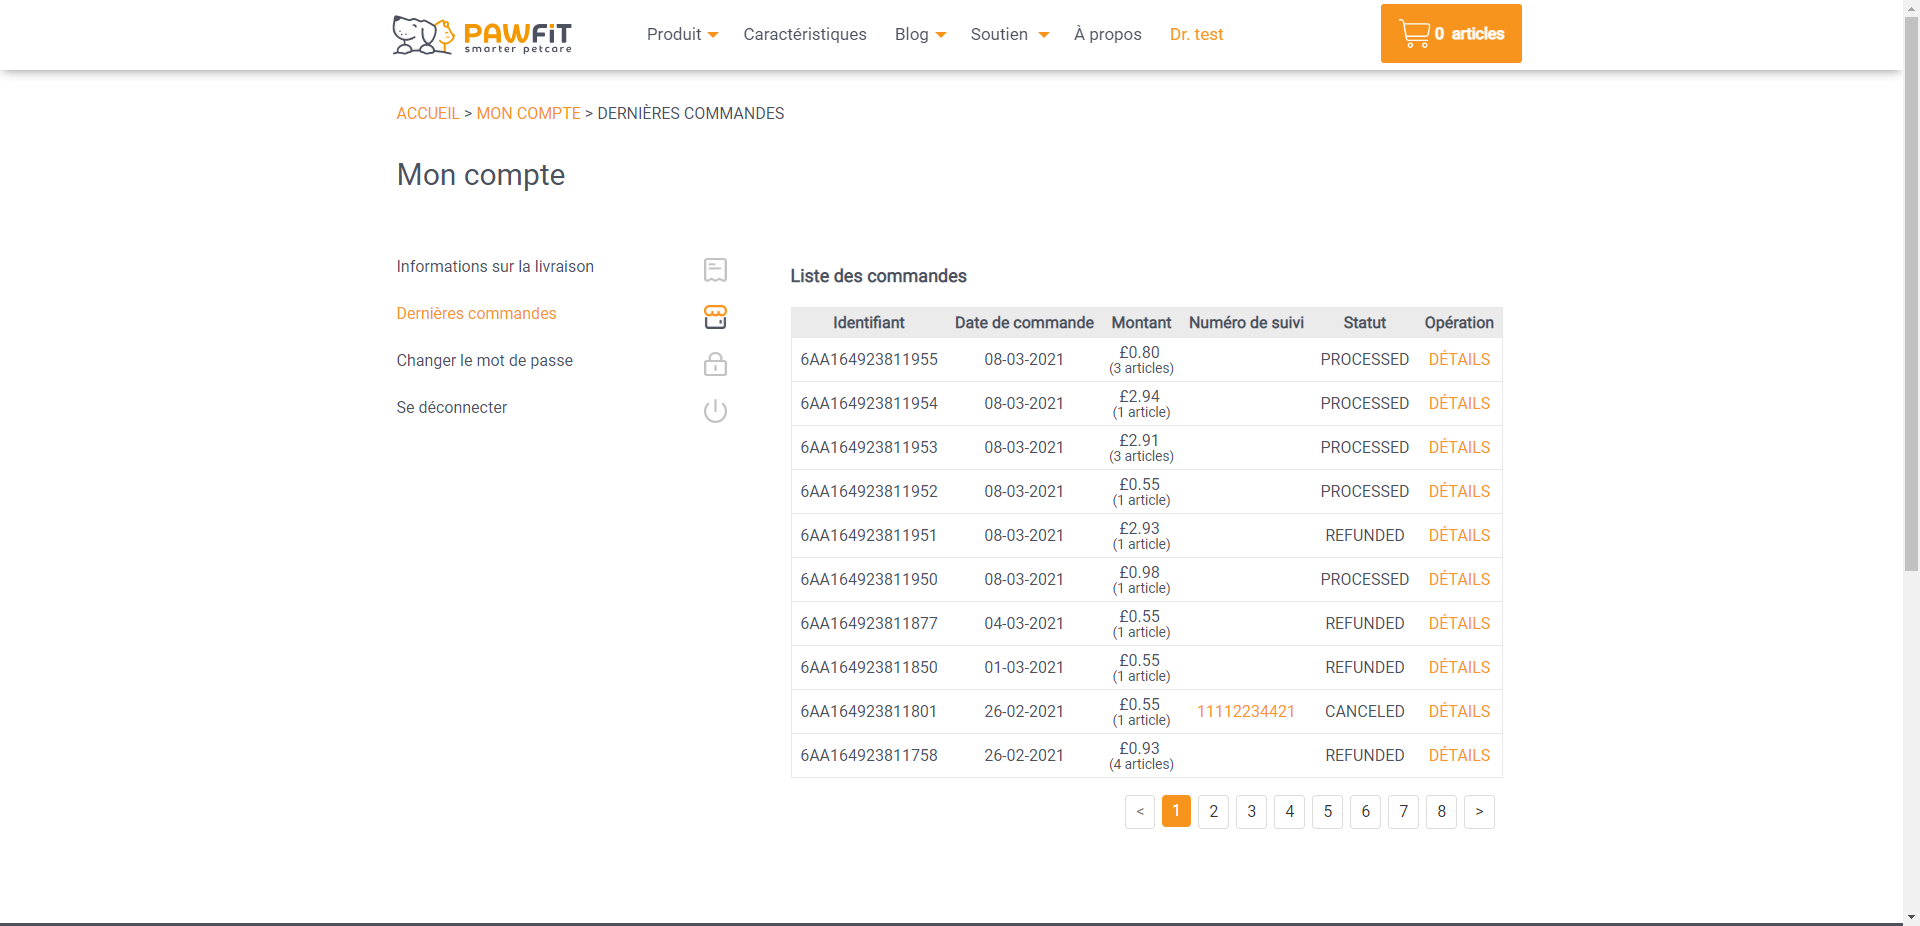 PAWFiT
smarter petcare
Produit Caractéristiques Blog Soutien À propos Dr. test
0 articles
ACCUEIL > MON COMPTE > DERNIÈRES COMMANDES
Mon compte
Informations sur la livraison
Dernières commandes
Changer le mot de passe
Se déconnecter
Liste des commandes
Identifiant Date de commande Montant Numéro de suivi Statut Opération
6AA164923811955 08-03-2021 £0.80 (3 articles) PROCESSED DÉTAILS
6AA164923811954 08-03-2021 £2.94 (1 article) PROCESSED DÉTAILS
6AA164923811953 08-03-2021 £2.91 (3 articles) PROCESSED DÉTAILS
6AA164923811952 08-03-2021 £0.55 (1 article) PROCESSED DÉTAILS
6AA164923811951 08-03-2021 £2.93 (1 article) REFUNDED DÉTAILS
6AA164923811950 08-03-2021 £0.98 (1 article) PROCESSED DÉTAILS
6AA164923811877 04-03-2021 £0.55 (1 article) REFUNDED DÉTAILS
6AA164923811850 01-03-2021 £0.55 (1 article) REFUNDED DÉTAILS
6AA164923811801 26-02-2021 £0.55 (1 article) 11112234421 CANCELED DÉTAILS
6AA164923811758 26-02-2021 £0.93 (4 articles) REFUNDED DÉTAILS
< 1 2 3 4 5 6 7 8 >